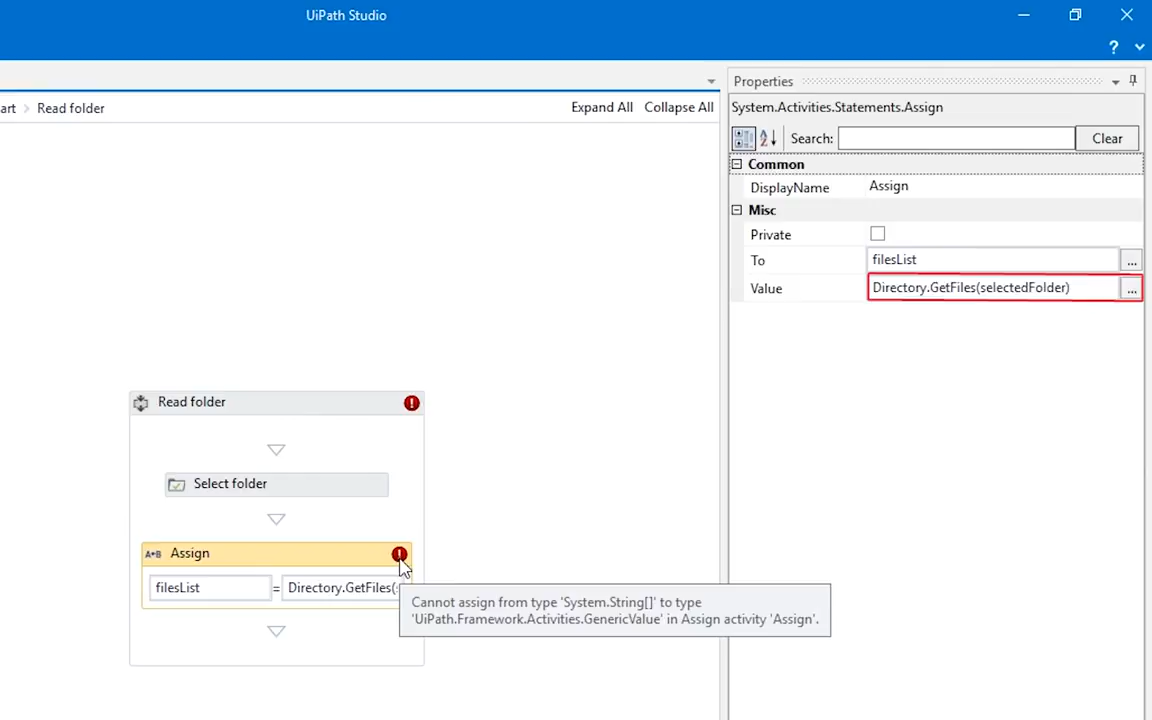 UiPath Studio
?
Properties
art > Read folder
Expand All
Collapse All
System.Activities.Statements.Assign
Search:
Clear
Common
DisplayName
Assign
Misc
Private
To
filesList
...
Value
Directory.GetFiles(selectedFolder)
...
Read folder
Select folder
A+B Assign
filesList
=
Directory.GetFiles(s
Cannot assign from type 'System.String[]' to type
'UiPath.Framework.Activities.GenericValue' in Assign activity 'Assign'.